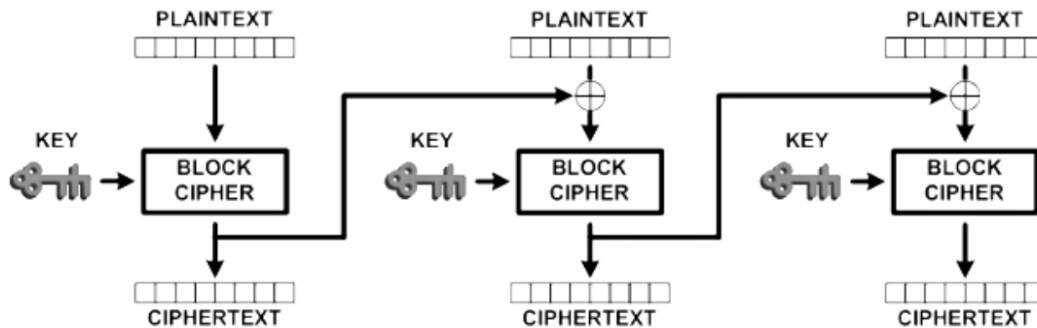 PLAINTEXT
PLAINTEXT
PLAINTEXT
KEY
BLOCK
CIPHER
KEY
BLOCK
CIPHER
KEY
BLOCK
CIPHER
CIPHERTEXT
CIPHERTEXT
CIPHERTEXT